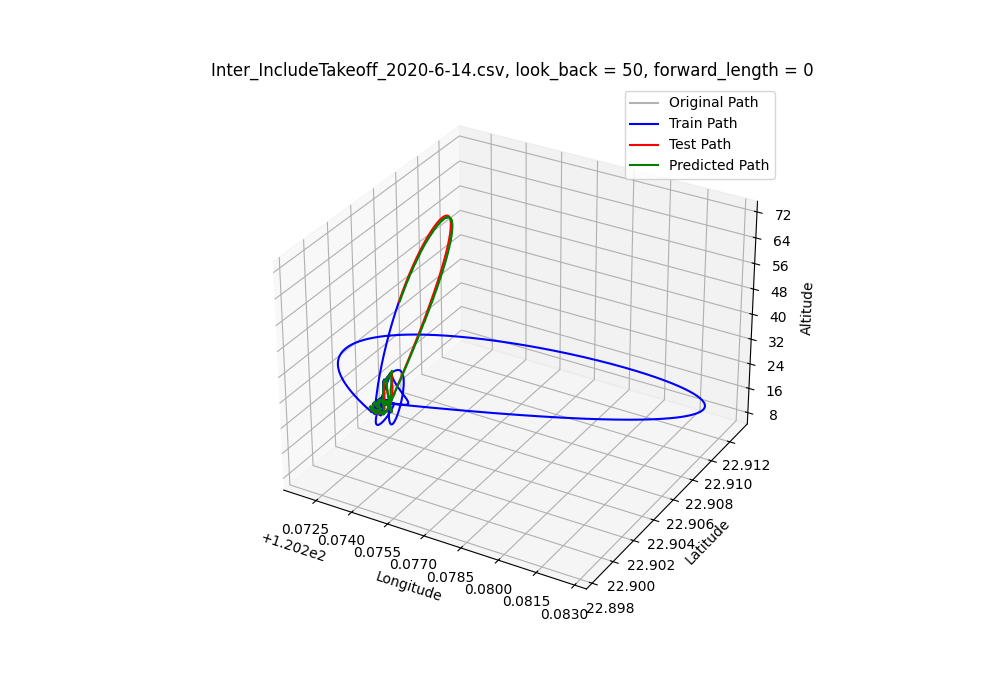 Inter_IncludeTakeoff_2020-6-14.csv, look_back = 50, forward_length = 0
Original Path
Train Path
Test Path
Predicted Path
72
64
56
48
40
32
24
16
8
Altitude
22.912
22.910
22.908
22.906
22.904
22.902
22.900
22.898
Latitude
0.0725
0.0740
0.0755
0.0770
0.0785
0.0800
0.0815
0.0830
+1.202e2
Longitude